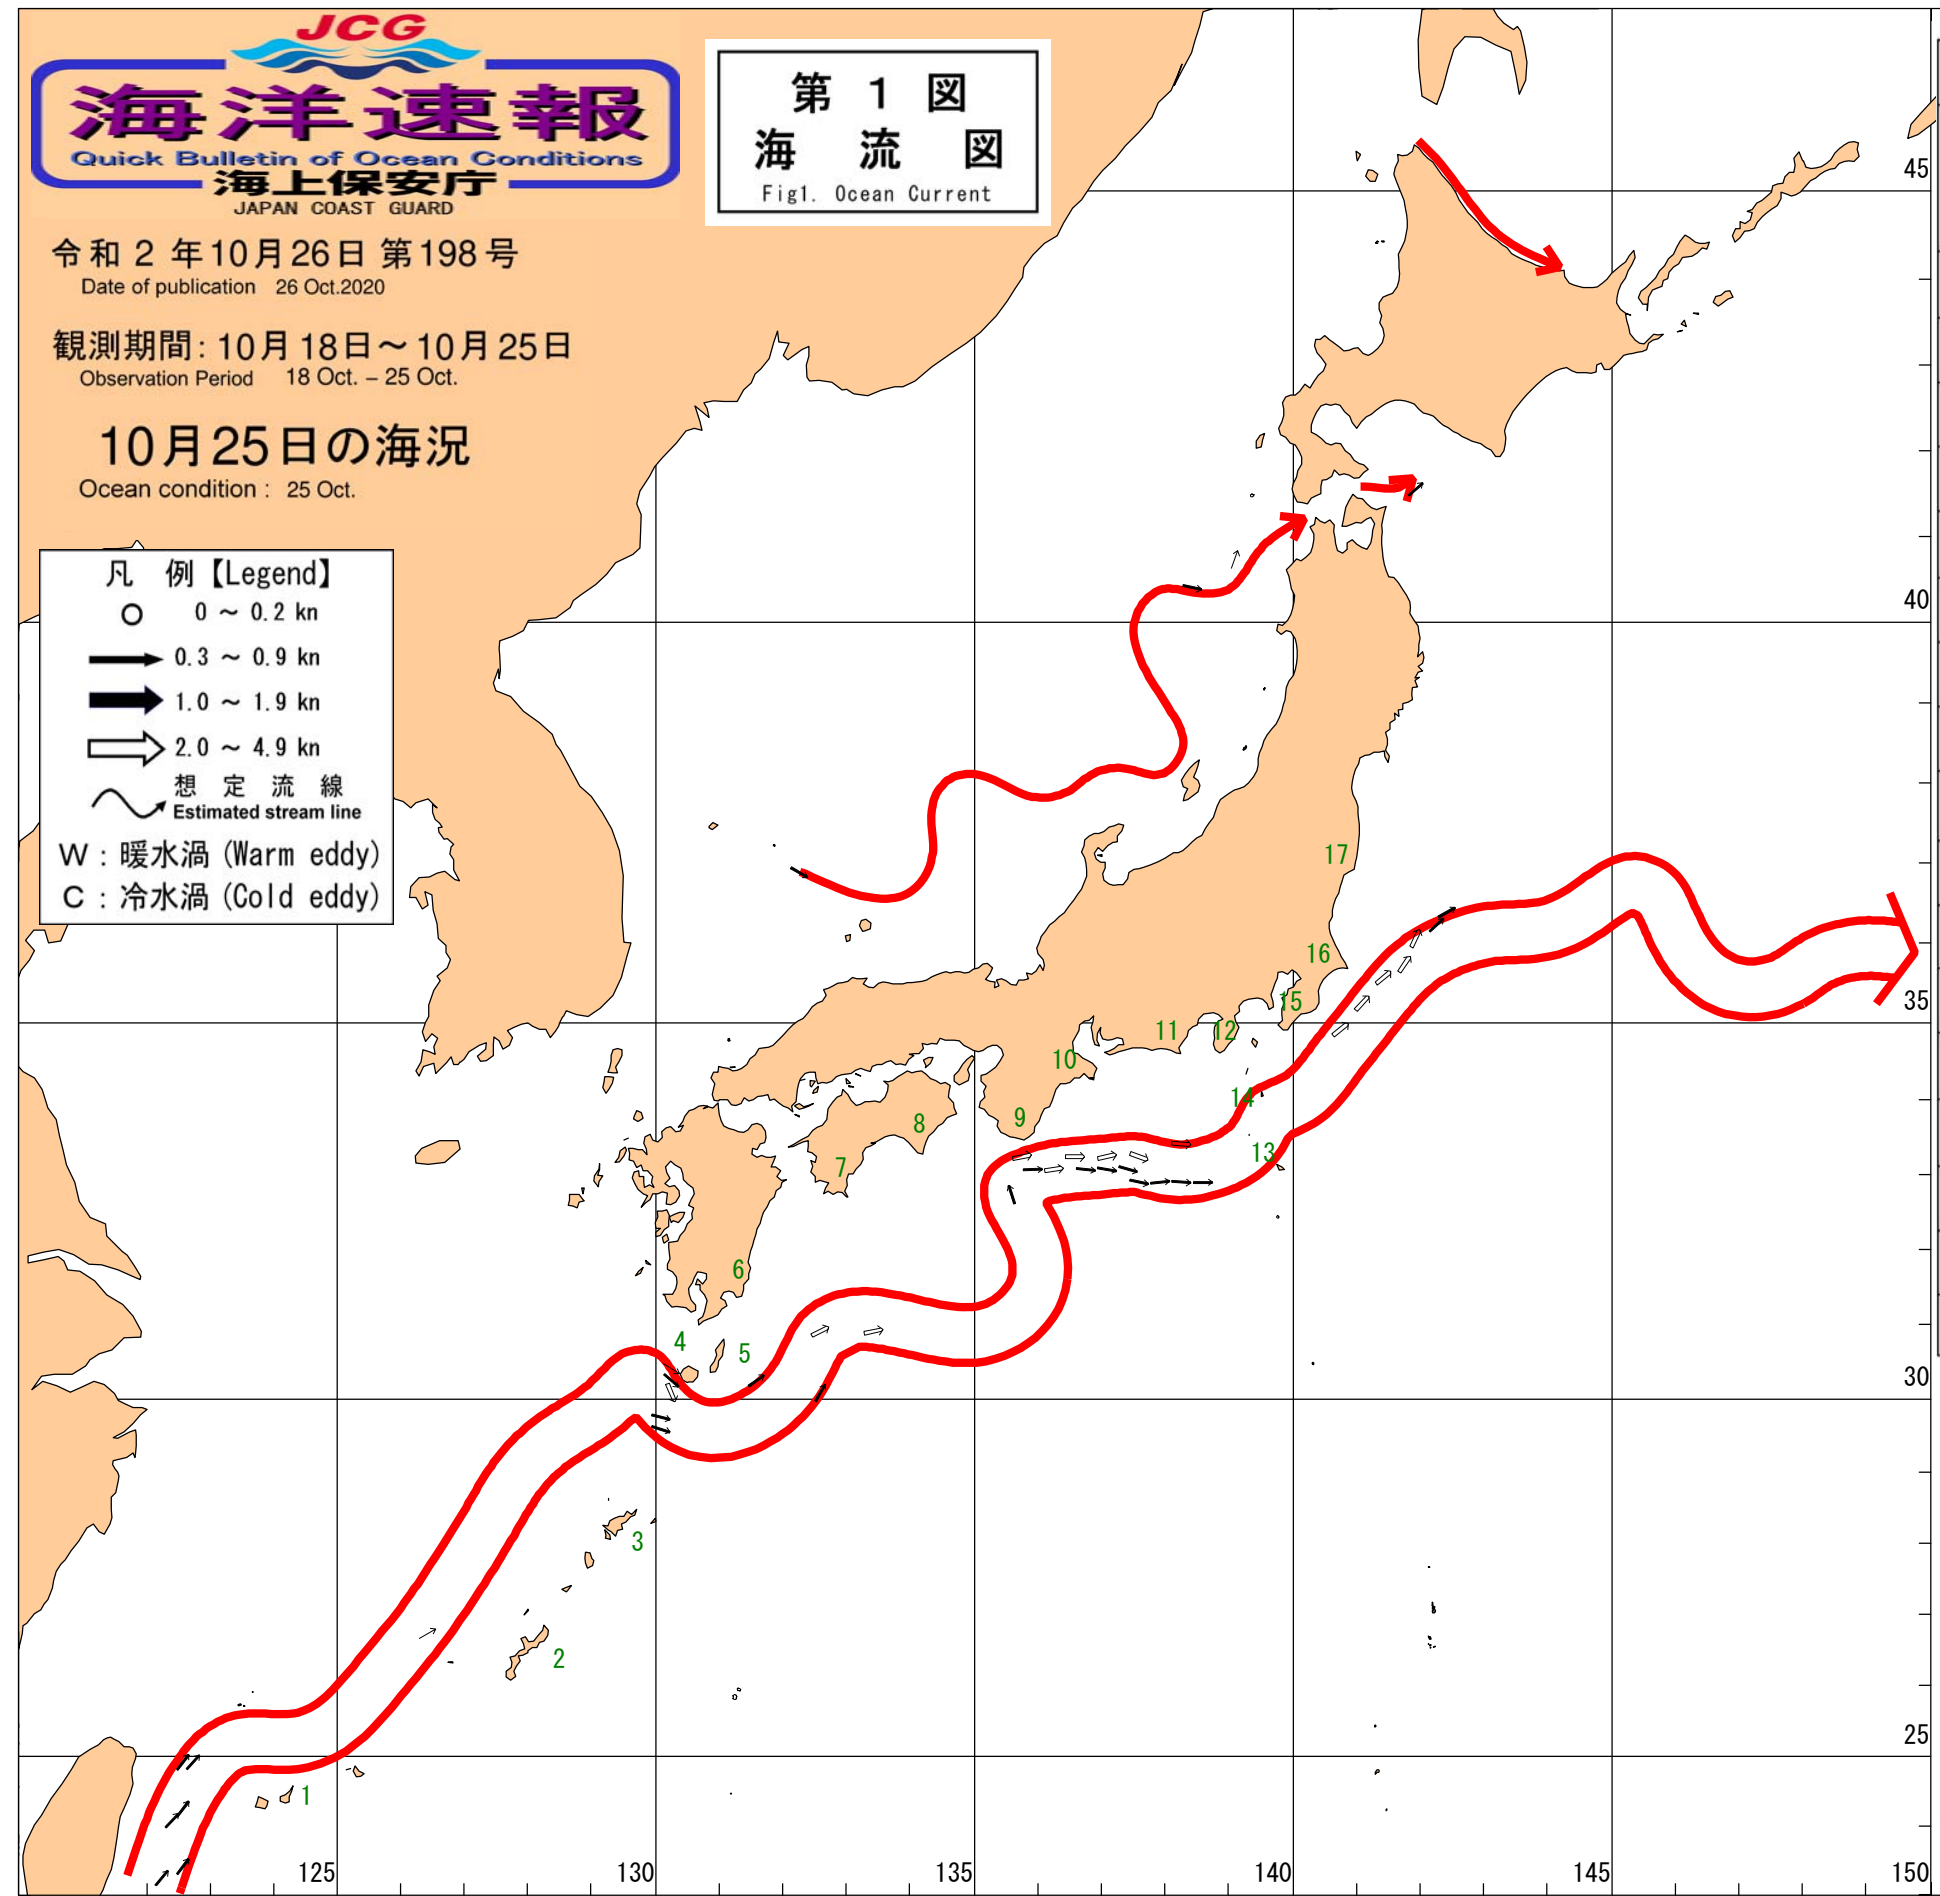 JCG
海洋速報
Quick Bulletin of Ocean Conditions
海上保安庁
JAPAN COAST GUARD
第 1 図
海 流 図
Fig1. Ocean Current
令和 2 年10月26日 第198号
Date of publication 26 Oct.2020
観測期間: 10月18日～10月25日
Observation Period 18 Oct. – 25 Oct.
10月25日の海況
Ocean condition : 25 Oct.
凡 例【Legend】
0 ～ 0.2 kn
0.3 ～ 0.9 kn
1.0 ～ 1.9 kn
2.0 ～ 4.9 kn
想 定 流 線
Estimated stream line
W : 暖水渦 (Warm eddy)
C : 冷水渦 (Cold eddy)
45
40
35
30
25
17
16
15
11
12
10
14
9
8
13
7
6
4
5
3
2
1
125
130
135
140
145
150